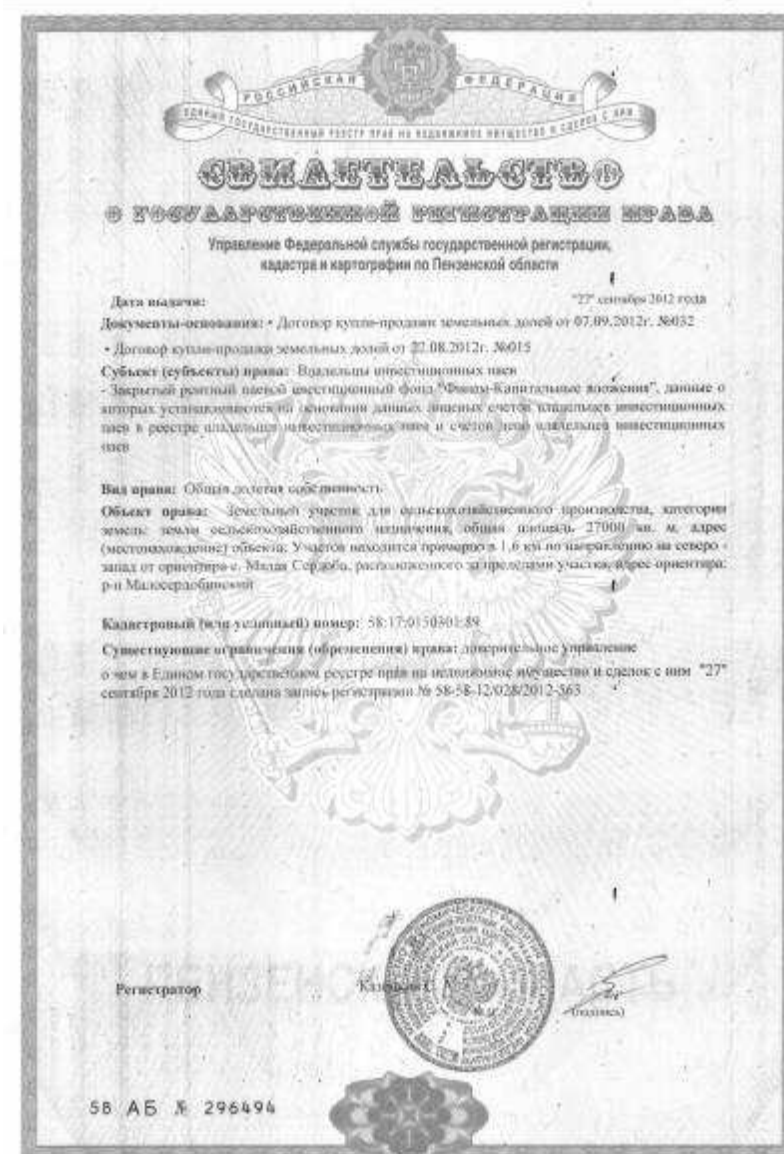 РОССИЙСКАЯ ФЕДЕРАЦИЯ
ЕДИНЫЙ ГОСУДАРСТВЕННЫЙ РЕЕСТР ПРАВ НА НЕДВИЖИМОЕ ИМУЩЕСТВО И СДЕЛОК С НИМ
СВИДЕТЕЛЬСТВО
О ГОСУДАРСТВЕННОЙ РЕГИСТРАЦИИ ПРАВА
Управление Федеральной службы государственной регистрации,
кадастра и картографии по Пензенской области
Дата выдачи: "27" сентября 2012 года
Документы-основания: • Договор купли-продажи земельных долей от 07.09.2012г. №032
• Договор купли-продажи земельных долей от 22.08.2012г. №015
Субъект (субъекты) права: Владельцы инвестиционных паев
- Закрытый рентный паевой инвестиционный фонд "Финам-Капитальные вложения", данные о
которых устанавливаются на основании данных лицевых счетов владельцев инвестиционных
паев в реестре владельцев инвестиционных паев и счетов депо владельцев инвестиционных
паев
Вид права: Общая долевая собственность
Объект права: Земельный участок для сельскохозяйственного производства, категория
земель: земли сельскохозяйственного назначения, общая площадь 27000 кв. м, адрес
(местонахождение) объекта: Участок находится примерно в 1,6 км по направлению на северо -
запад от ориентира с. Малая Сердоба, расположенного за пределами участка, адрес ориентира:
р-н Малосердобинский
Кадастровый (или условный) номер: 58:17:0150301:89
Существующие ограничения (обременения) права: доверительное управление
о чем в Едином государственном реестре прав на недвижимое имущество и сделок с ним "27"
сентября 2012 года сделана запись регистрации № 58-58-12/028/2012-563
Регистратор
(подпись)
58 АБ № 296494